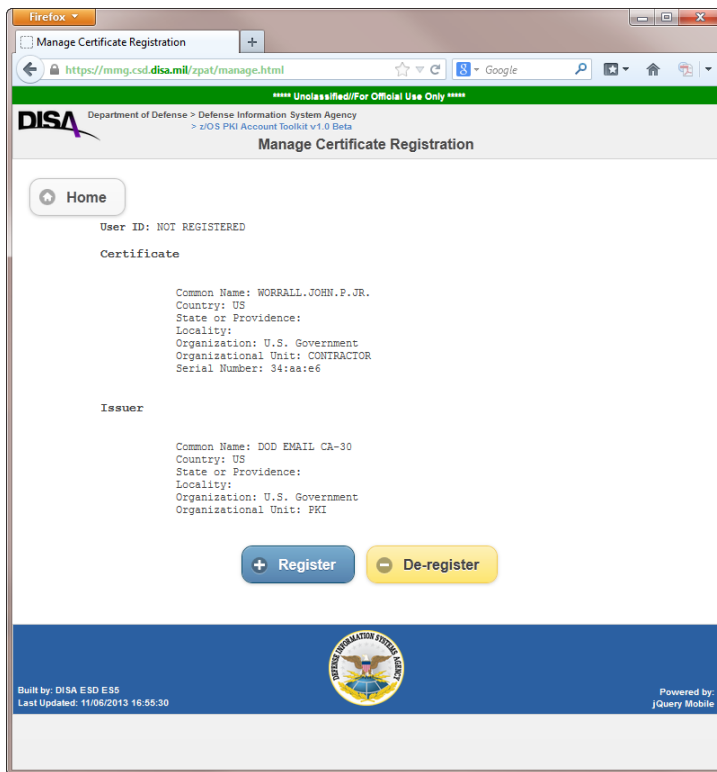 Firefox
Manage Certificate Registration
https://mmg.csd.disa.mil/zpat/manage.html
8 Google
***** Unclassified//For Official Use Only *****
DISA
Department of Defense > Defense Information System Agency
> z/OS PKI Account Toolkit v1.0 Beta
Manage Certificate Registration
Home
User ID: NOT REGISTERED
Certificate
Common Name: WORRALL.JOHN.P.JR.
Country: US
State or Providence:
Locality:
Organization: U.S. Government
Organizational Unit: CONTRACTOR
Serial Number: 34:aa:e6
Issuer
Common Name: DOD EMAIL CA-30
Country: US
State or Providence:
Locality:
Organization: U.S. Government
Organizational Unit: PKI
Register
De-register
DEFENSE INFORMATION SYSTEMS AGENCY
Built by: DISA ESD ES5
Last Updated: 11/06/2013 16:55:30
Powered by:
jQuery Mobile